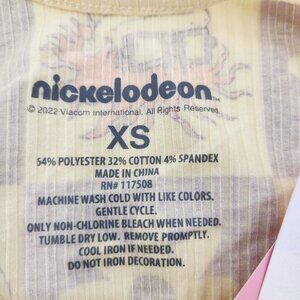 nickelodeon
© 2022 Viacom International. All Rights Reserved.
XS
64% POLYESTER 32% COTTON 4% SPANDEX
MADE IN CHINA
RN# 117508
MACHINE WASH COLD WITH LIKE COLORS.
GENTLE CYCLE.
ONLY NON-CHLORINE BLEACH WHEN NEEDED.
TUMBLE DRY LOW. REMOVE PROMPTLY.
COOL IRON IF NEEDED.
DO NOT IRON DECORATION.